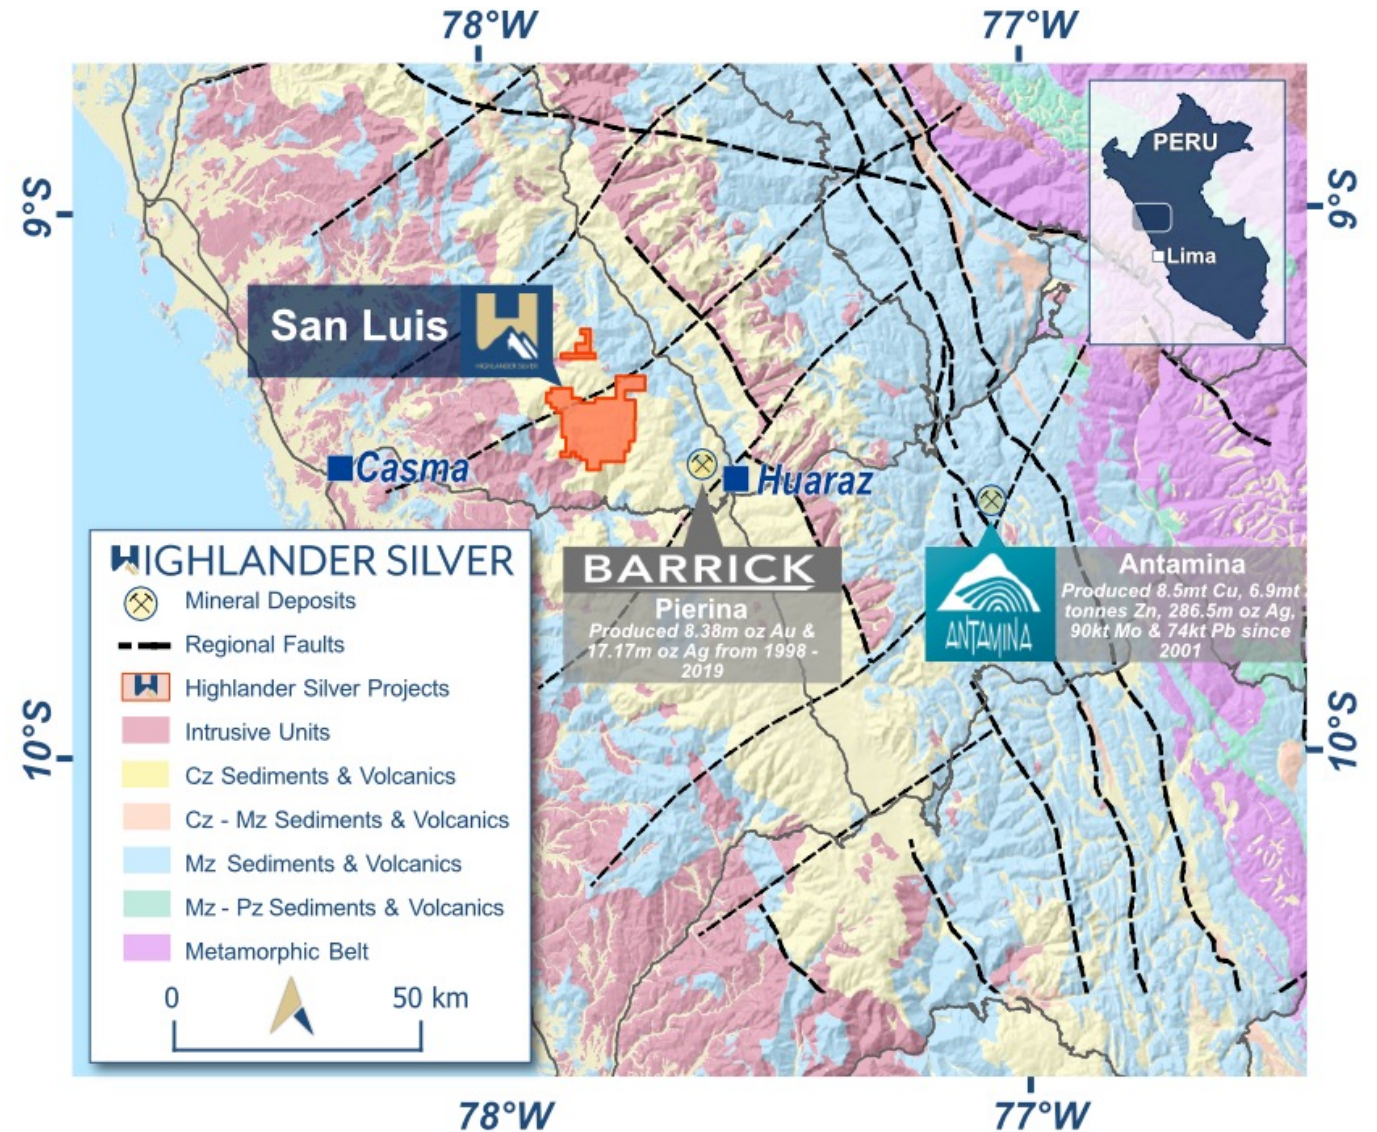 78°W
77°W
9°S
9°S
PERU
Lima
San Luis
HIGHLANDER SILVER
Casma
Huaraz
HIGHLANDER SILVER
Mineral Deposits
Regional Faults
Highlander Silver Projects
Intrusive Units
Cz Sediments & Volcanics
Cz - Mz Sediments & Volcanics
Mz Sediments & Volcanics
Mz - Pz Sediments & Volcanics
Metamorphic Belt
0
50 km
BARRICK
Pierina
Produced 8.38m oz Au &
17.17m oz Ag from 1998 -
2019
ANTAMINA
Antamina
Produced 8.5mt Cu, 6.9mt
tonnes Zn, 286.5m oz Ag,
90kt Mo & 74kt Pb since
2001
10°S
10°S
78°W
77°W